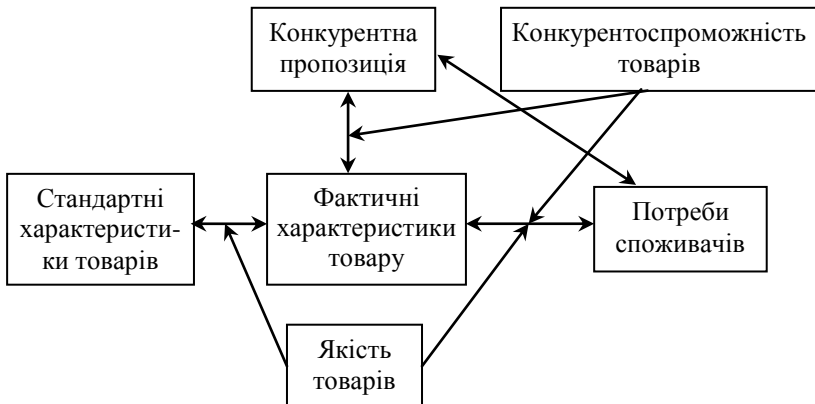 Конкурентна
пропозиція
Конкурентоспроможність
товарів
Стандартні
характеристи-
ки товарів
Фактичні
характеристики
товару
Потреби
споживачів
Якість
товарів